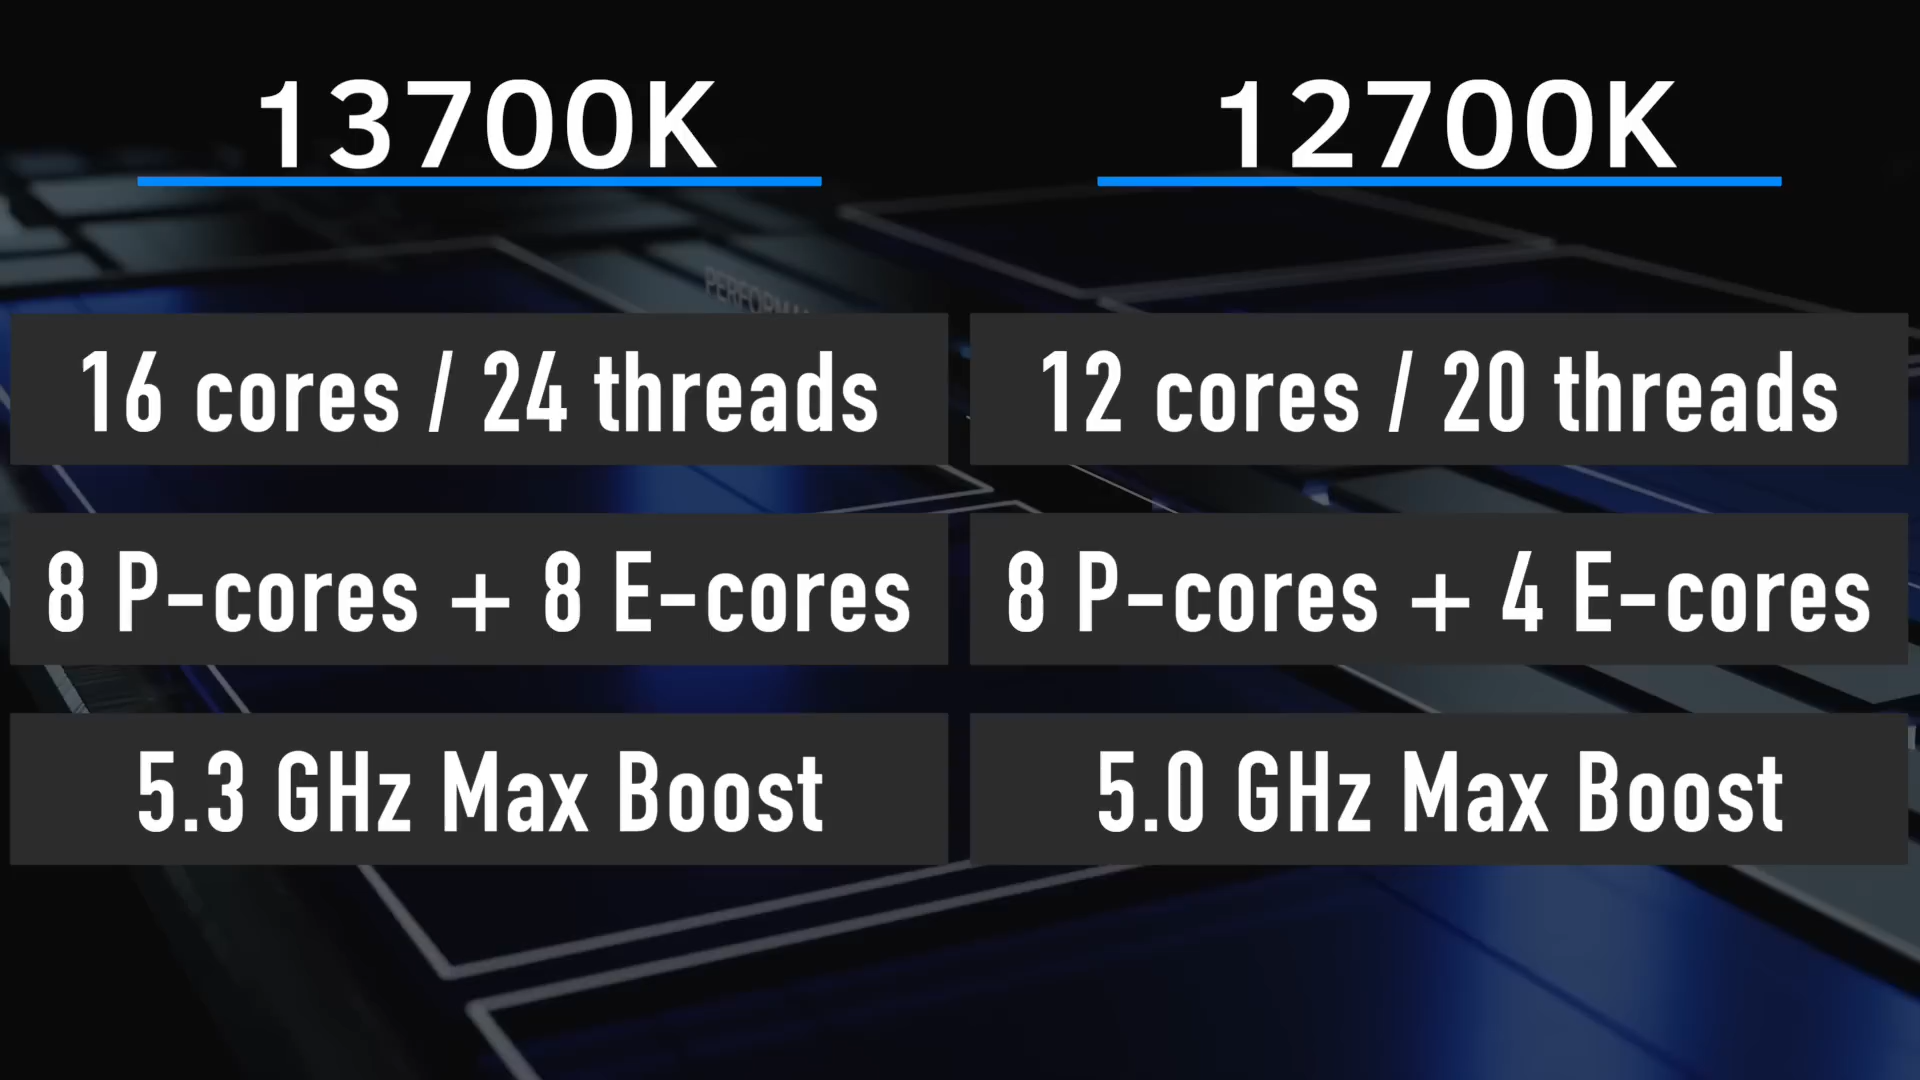 13700K
16 cores / 24 threads
8 P-cores + 8 E-cores
5.3 GHz Max Boost
12700K
12 cores / 20 threads
8 P-cores + 4 E-cores
5.0 GHz Max Boost